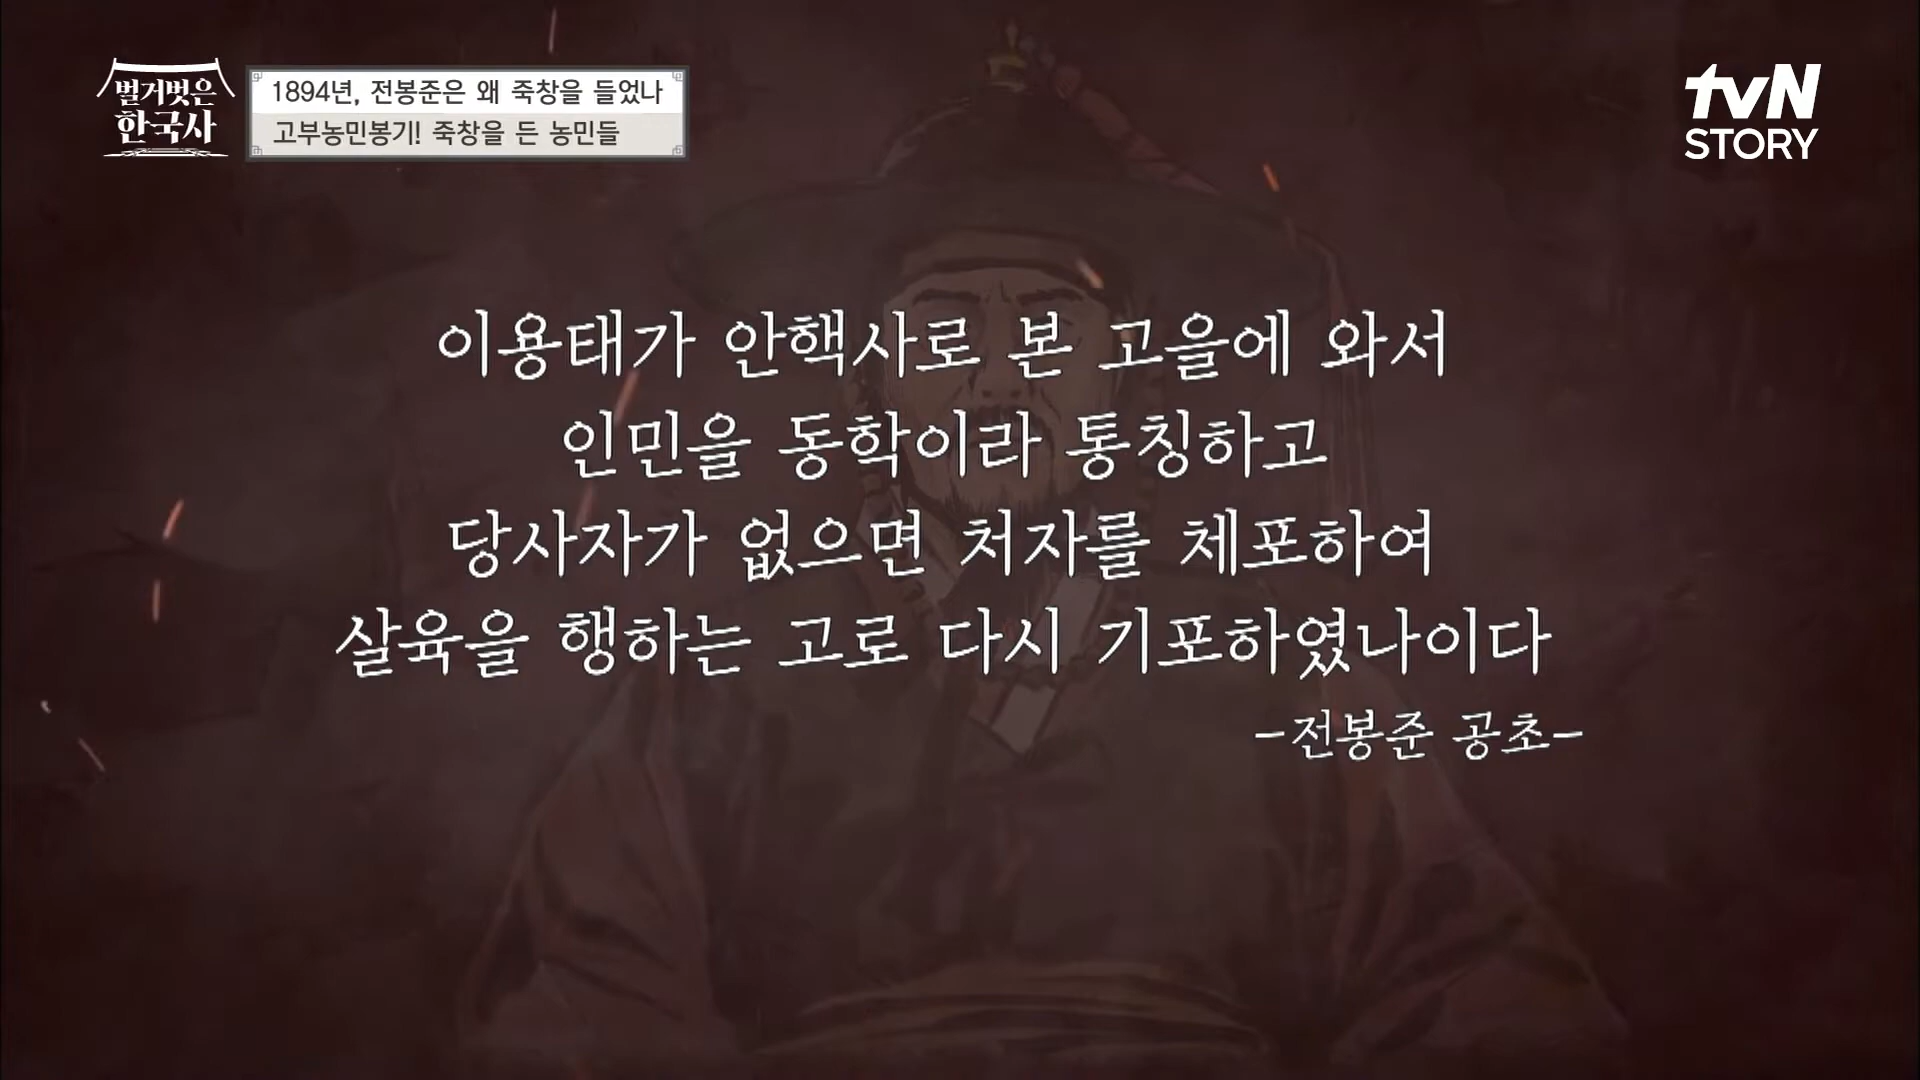 벌거벗은
한국사
1894년, 전봉준은 왜 죽창을 들었나
고부농민봉기! 죽창을 든 농민들
tvN
STORY
이용태가 안핵사로 본 고을에 와서
인민을 동학이라 통칭하고
당사자가 없으면 처자를 체포하여
살육을 행하는 고로 다시 기포하였나이다
-전봉준 공초-